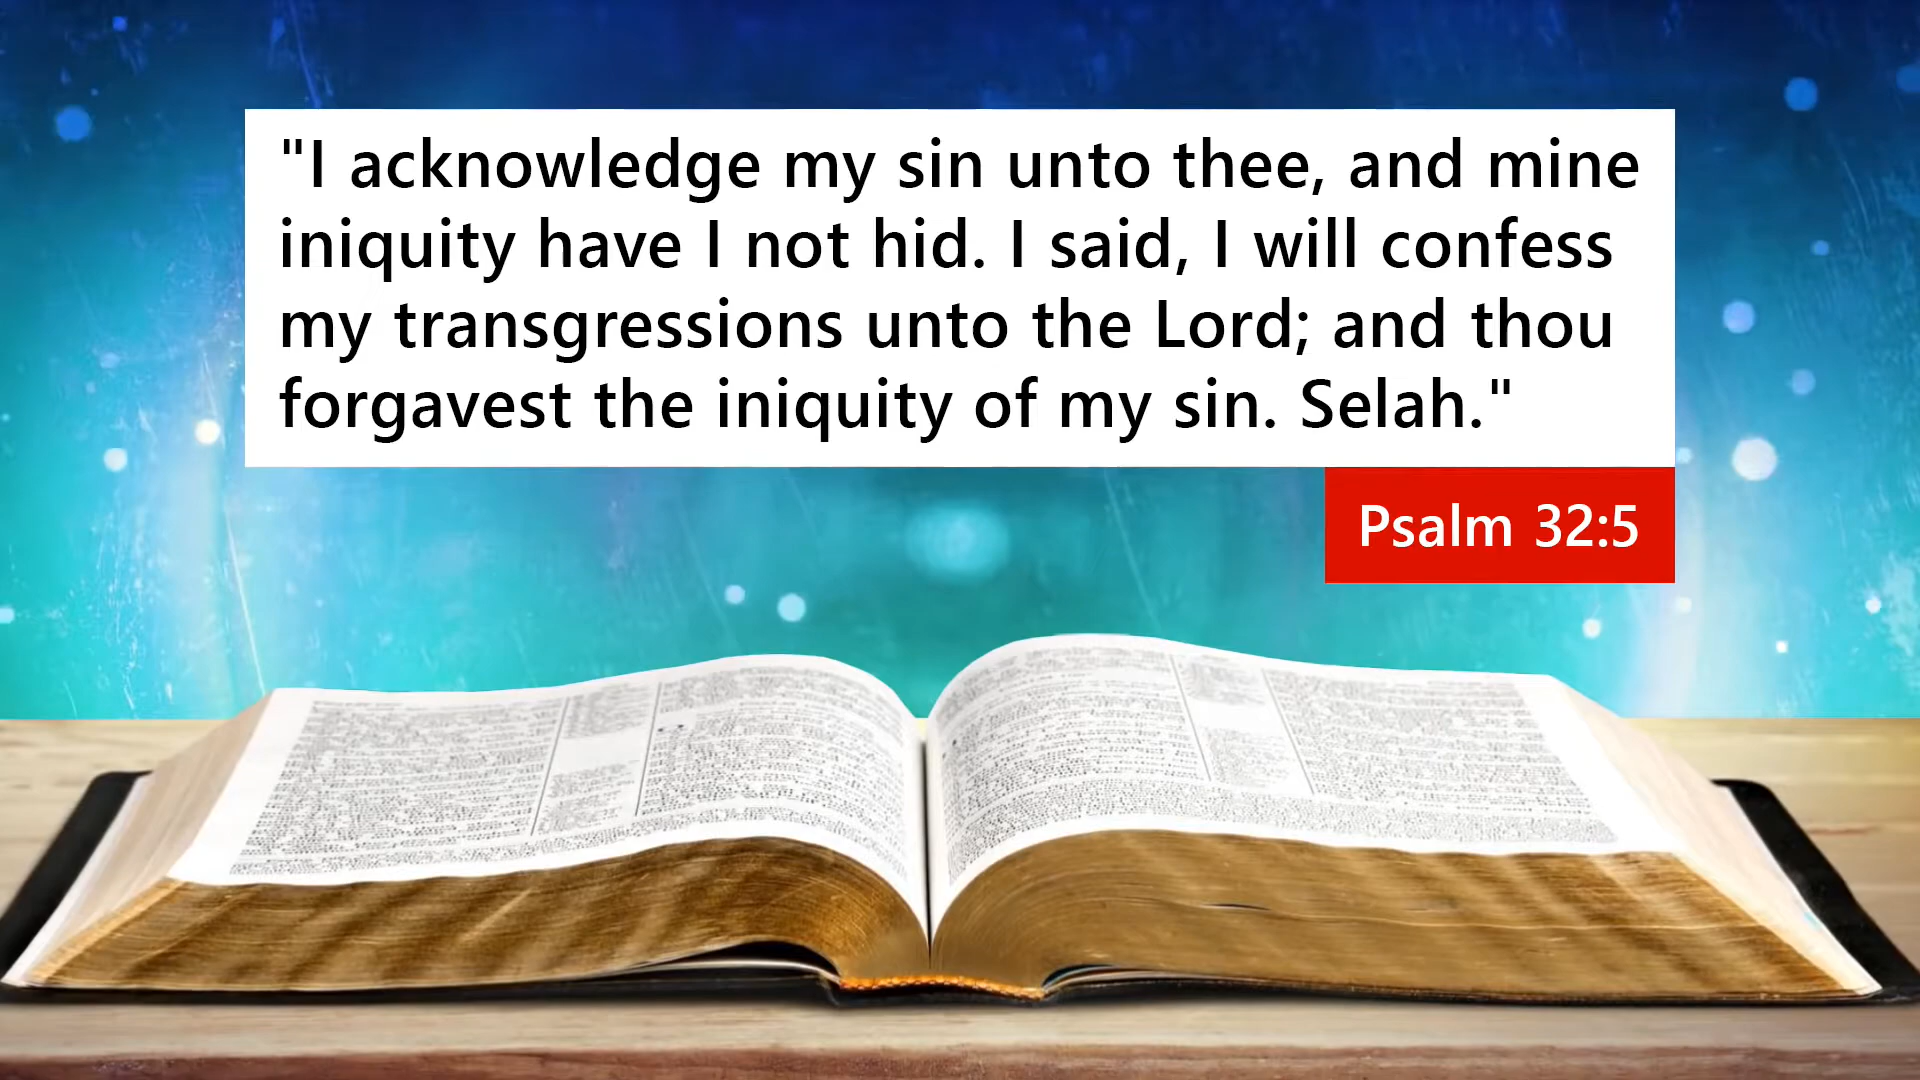 "I acknowledge my sin unto thee, and mine
iniquity have I not hid. I said, I will confess
my transgressions unto the Lord; and thou
forgavest the iniquity of my sin. Selah."
Psalm 32:5